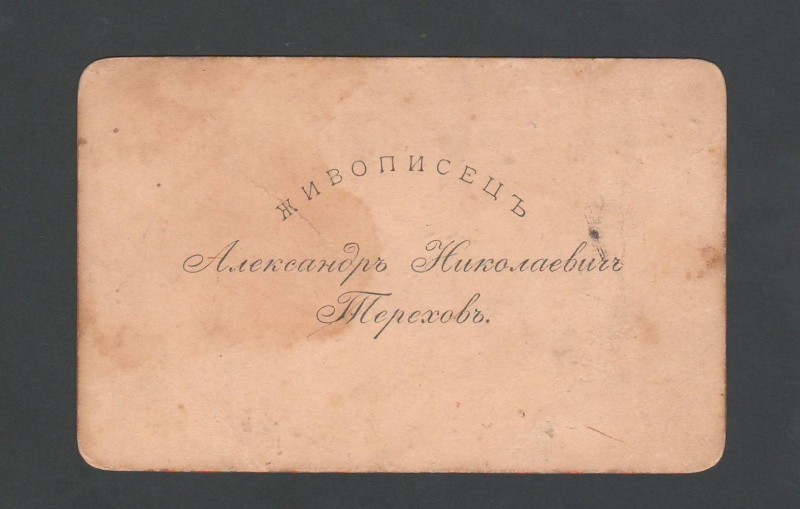 ЖИВОПИСЕЦЪ
Александръ Николаевичъ
Тереховъ.